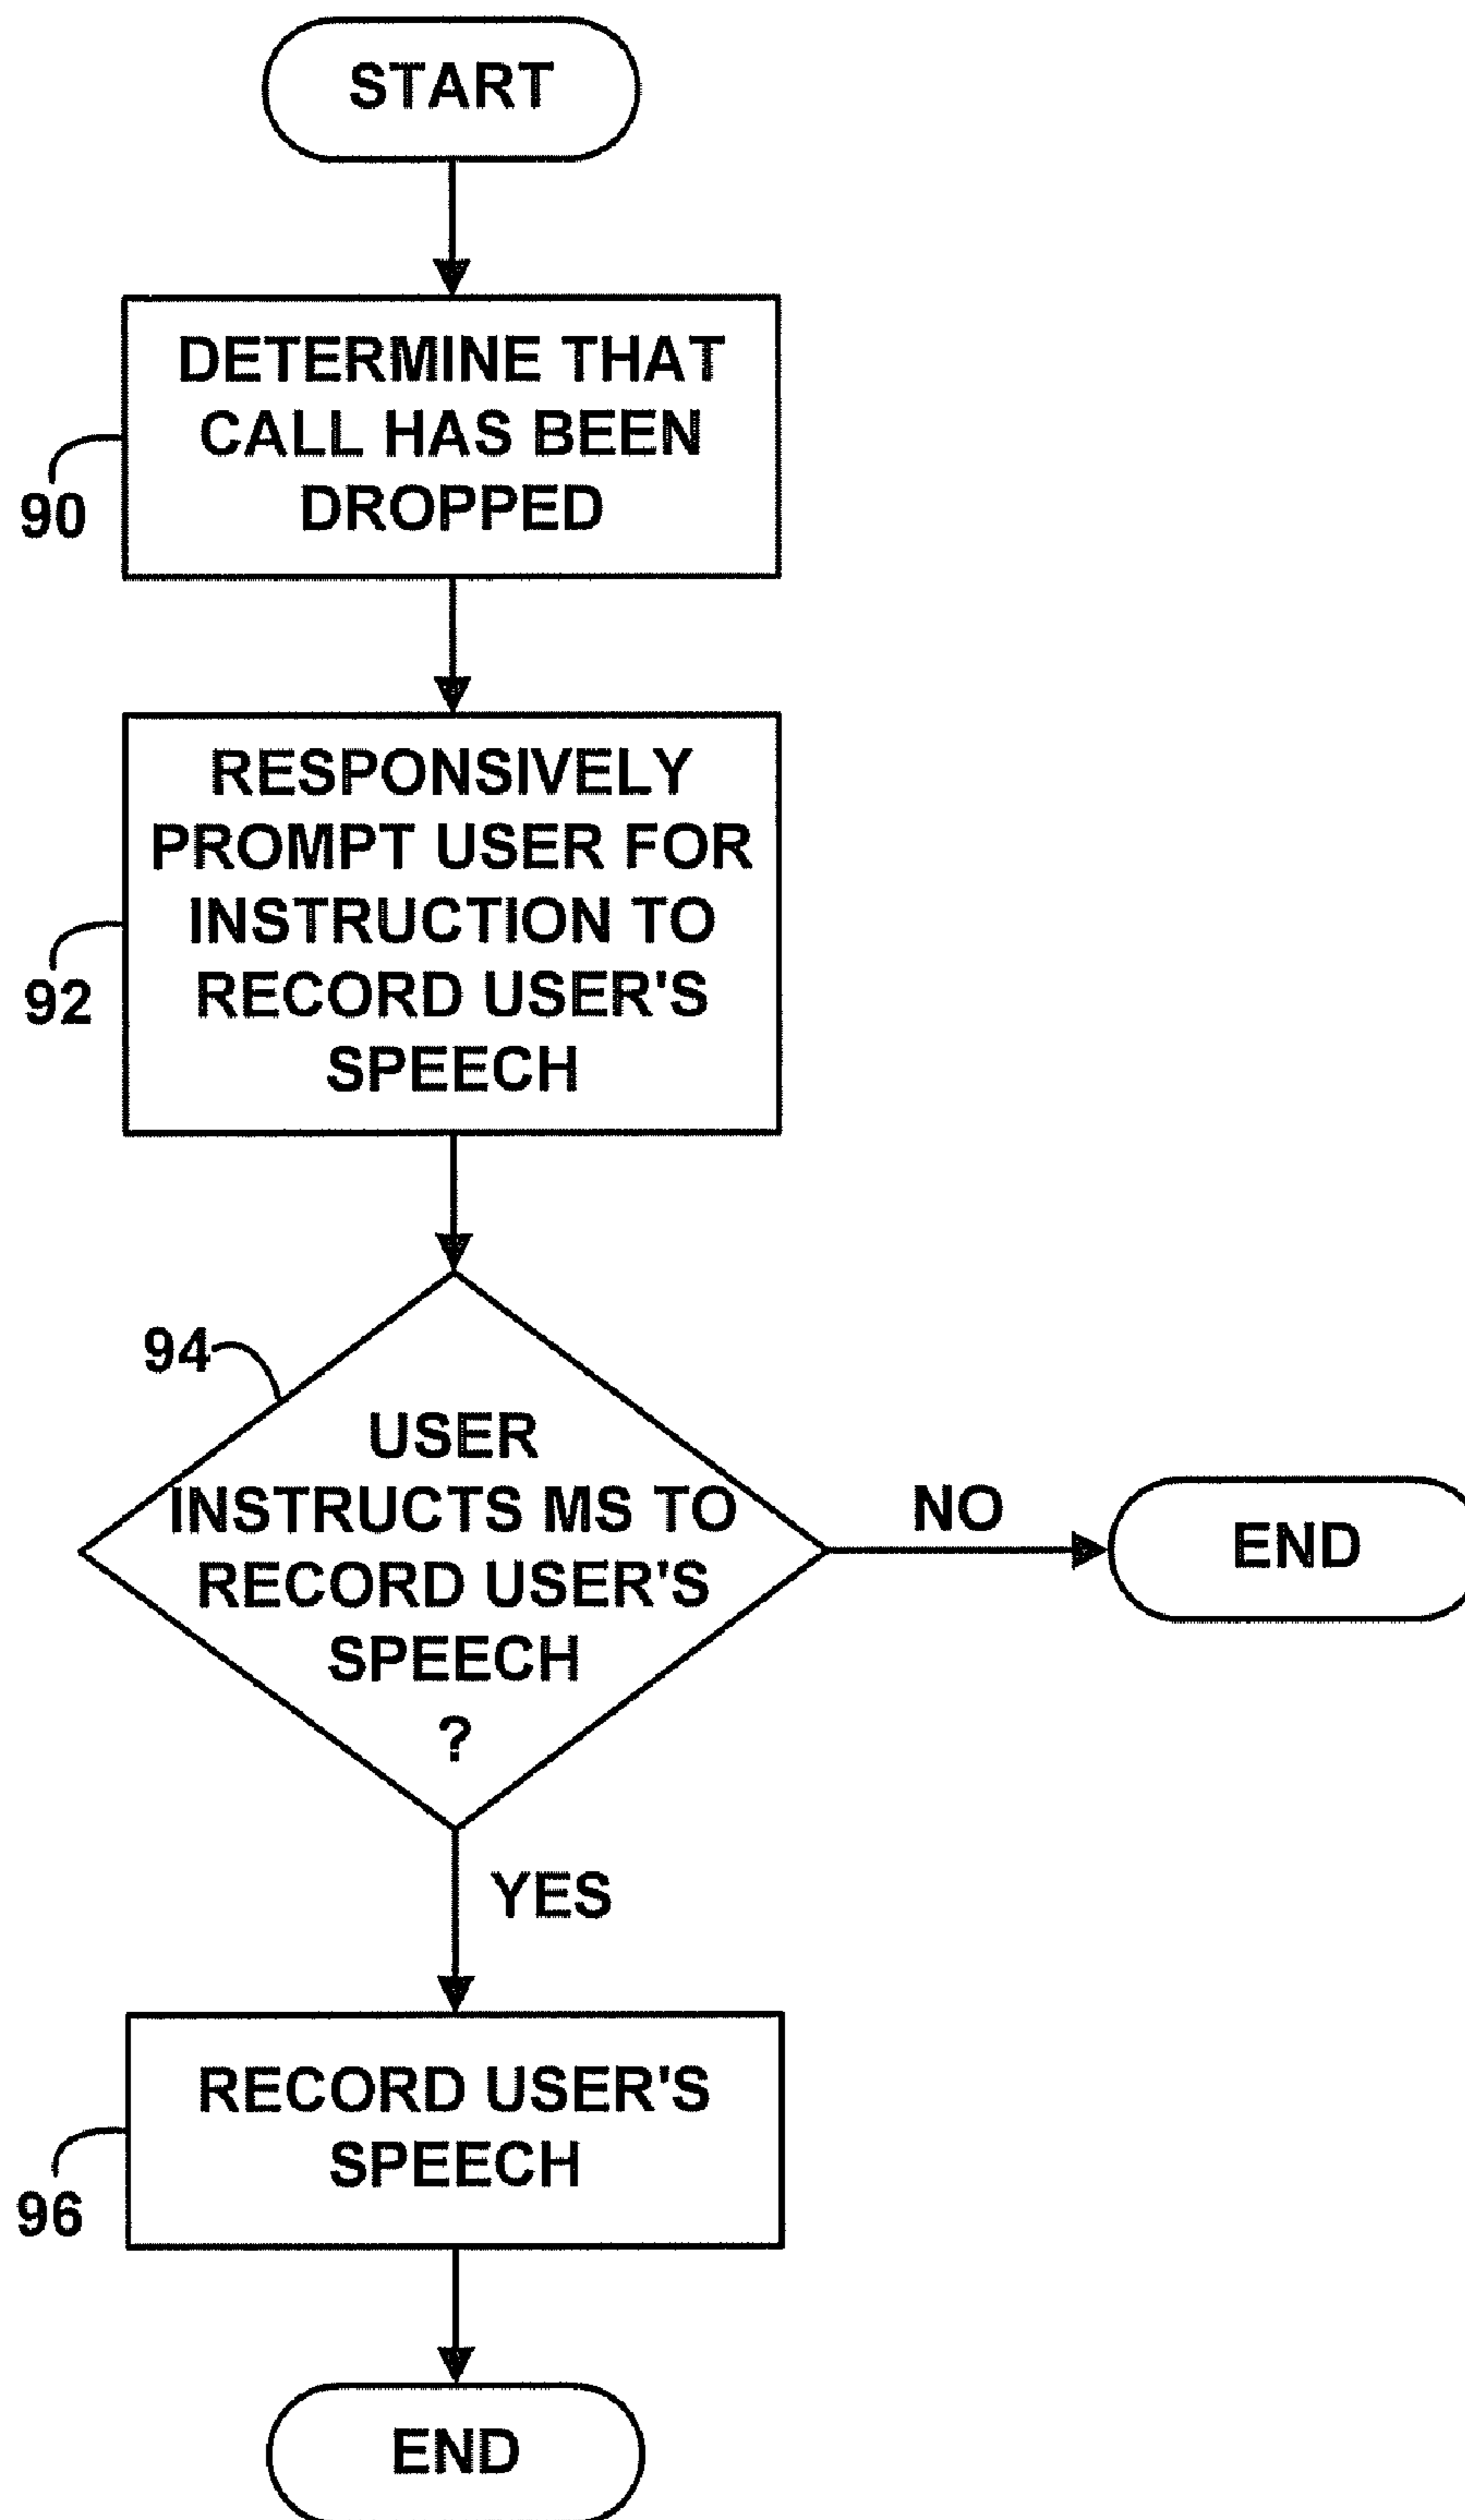 START
DETERMINE THAT
CALL HAS BEEN
DROPPED
90
RESPONSIVELY
PROMPT USER FOR
INSTRUCTION TO
RECORD USER'S
SPEECH
92
94
USER
INSTRUCTS MS TO
RECORD USER'S
SPEECH
?
NO
END
YES
RECORD USER'S
SPEECH
96
END